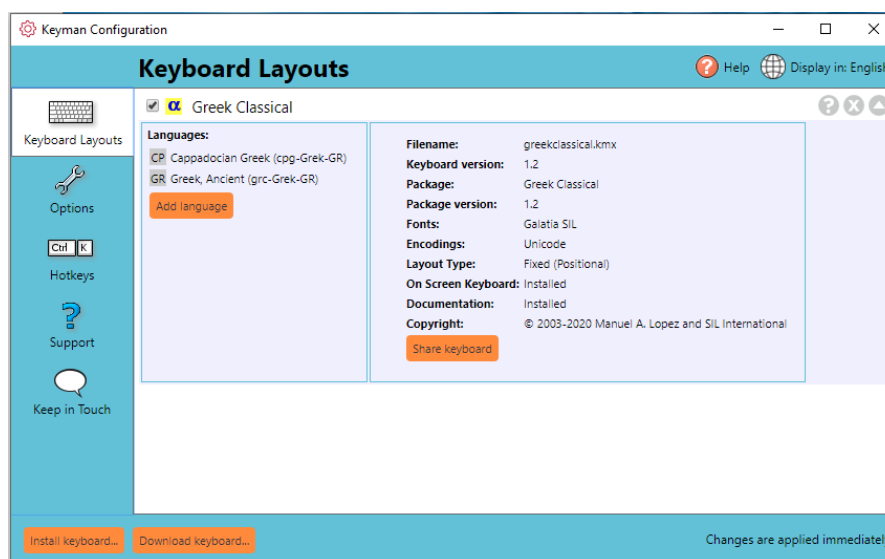 Keyman Configuration
Keyboard Layouts
Help
Display in: English
Keyboard Layouts
Options
Ctrl K
Hotkeys
Support
Keep in Touch
α Greek Classical
Languages:
CP Cappadocian Greek (cpg-Grek-GR)
GR Greek, Ancient (grc-Grek-GR)
Add language
Filename: greekclassical.kmx
Keyboard version: 1.2
Package: Greek Classical
Package version: 1.2
Fonts: Galatia SIL
Encodings: Unicode
Layout Type: Fixed (Positional)
On Screen Keyboard: Installed
Documentation: Installed
Copyright: © 2003-2020 Manuel A. Lopez and SIL International
Share keyboard
Install keyboard...
Download keyboard...
Changes are applied immediatel